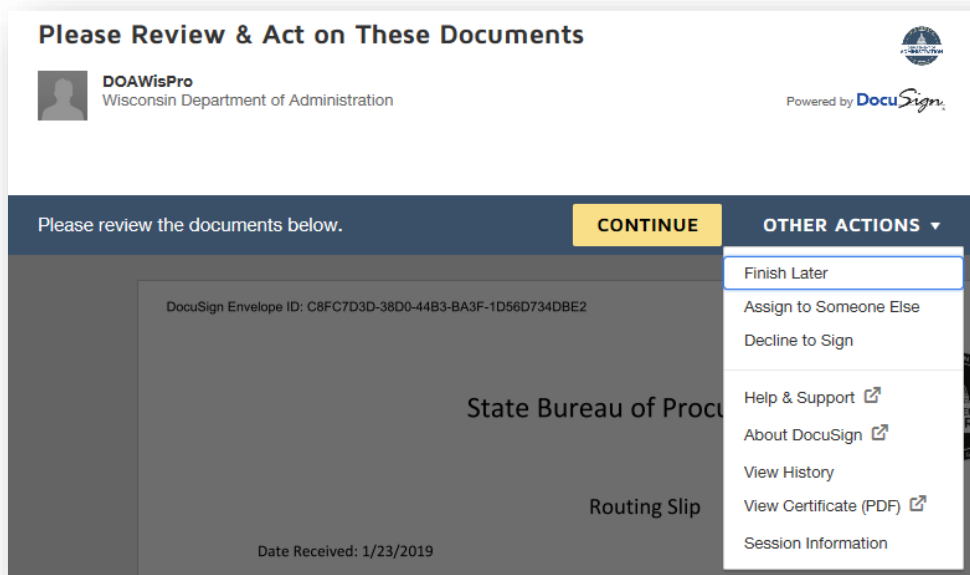 Please Review & Act on These Documents
DOAWisPro
Wisconsin Department of Administration
Powered by DocuSign
Please review the documents below.
CONTINUE
OTHER ACTIONS
Finish Later
Assign to Someone Else
Decline to Sign
Help & Support
About DocuSign
View History
View Certificate (PDF)
Session Information
DocuSign Envelope ID: C8FC7D3D-38D0-44B3-BA3F-1D56D734DBE2
State Bureau of Procu
Routing Slip
Date Received: 1/23/2019